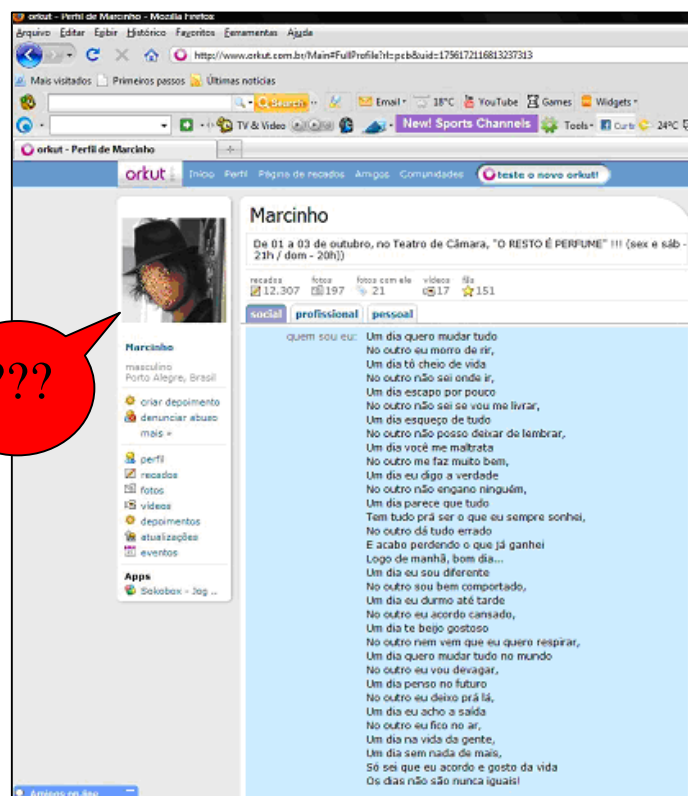 orkut - Perfil de Marcinho - Mozilla Firefox
Arquivo Editar Exibir Histórico Favoritos Ferramentas Ajuda
http://www.orkut.com.br/Main#FullProfile?rl=pcb&uid=1756172116813237313
Mais visitados Primeiros passos Últimas notícias
Search Email 18°C YouTube Games Widgets
TV & Video New! Sports Channels Tools Curtir 24°C
orkut - Perfil de Marcinho
orkut Início Perfil Página de recados Amigos Comunidades teste o novo orkut!
Marcinho
De 01 a 03 de outubro, no Teatro de Câmara, "O RESTO É PERFUME" !!! (sex e sáb -
21h / dom - 20h))
recados fotos fotos com ele vídeos fãs
12.307 197 21 17 151
social profissional pessoal
???
Marcinho
masculino
Porto Alegre, Brasil
criar depoimento
denunciar abuso
mais »
perfil
recados
fotos
vídeos
depoimentos
atualizações
eventos
Apps
Sokobox - Jog ..
quem sou eu: Um dia quero mudar tudo
No outro eu morro de rir,
Um dia tô cheio de vida
No outro não sei onde ir,
Um dia escapo por pouco
No outro não sei se vou me livrar,
Um dia esqueço de tudo
No outro não posso deixar de lembrar,
Um dia você me maltrata
No outro me faz muito bem,
Um dia eu digo a verdade
No outro não engano ninguém,
Um dia parece que tudo
Tem tudo prá ser o que eu sempre sonhei,
No outro dá tudo errado
E acabo perdendo o que já ganhei
Logo de manhã, bom dia...
Um dia eu sou diferente
No outro sou bem comportado,
Um dia eu durmo até tarde
No outro eu acordo cansado,
Um dia te beijo gostoso
No outro nem vem que eu quero respirar,
Um dia quero mudar tudo no mundo
No outro eu vou devagar,
Um dia penso no futuro
No outro eu deixo prá lá,
Um dia eu acho a saída
No outro eu fico no ar,
Um dia na vida da gente,
Um dia sem nada de mais,
Só sei que eu acordo e gosto da vida
Os dias não são nunca iguais!
Amigos on-line